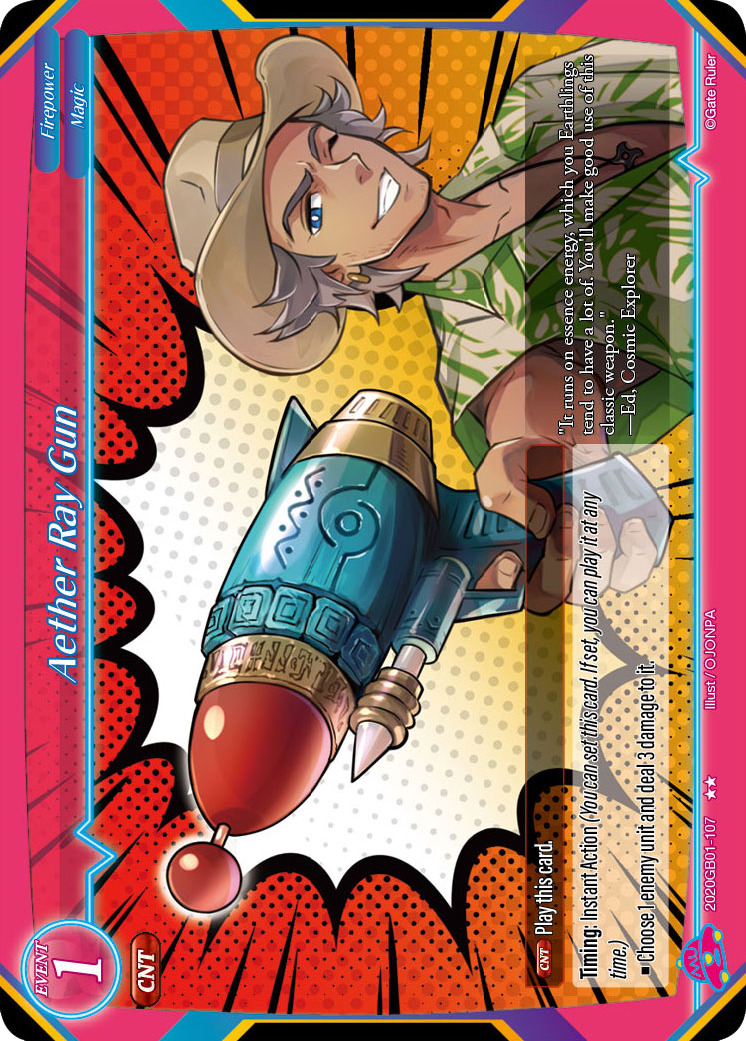 EVENT
1
Aether Ray Gun
Firepower
Magic
CNT
"It runs on essence energy, which you Earthlings
tend to have a lot of. You'll make good use of this
classic weapon."
—Ed, Cosmic Explorer
CNT Play this card.
Timing: Instant Action (You can set this card. If set, you can play it at any
time.)
■Choose 1 enemy unit and deal 3 damage to it.
2020GB01-107 ★★ Illust / OJONPA ©Gate Ruler